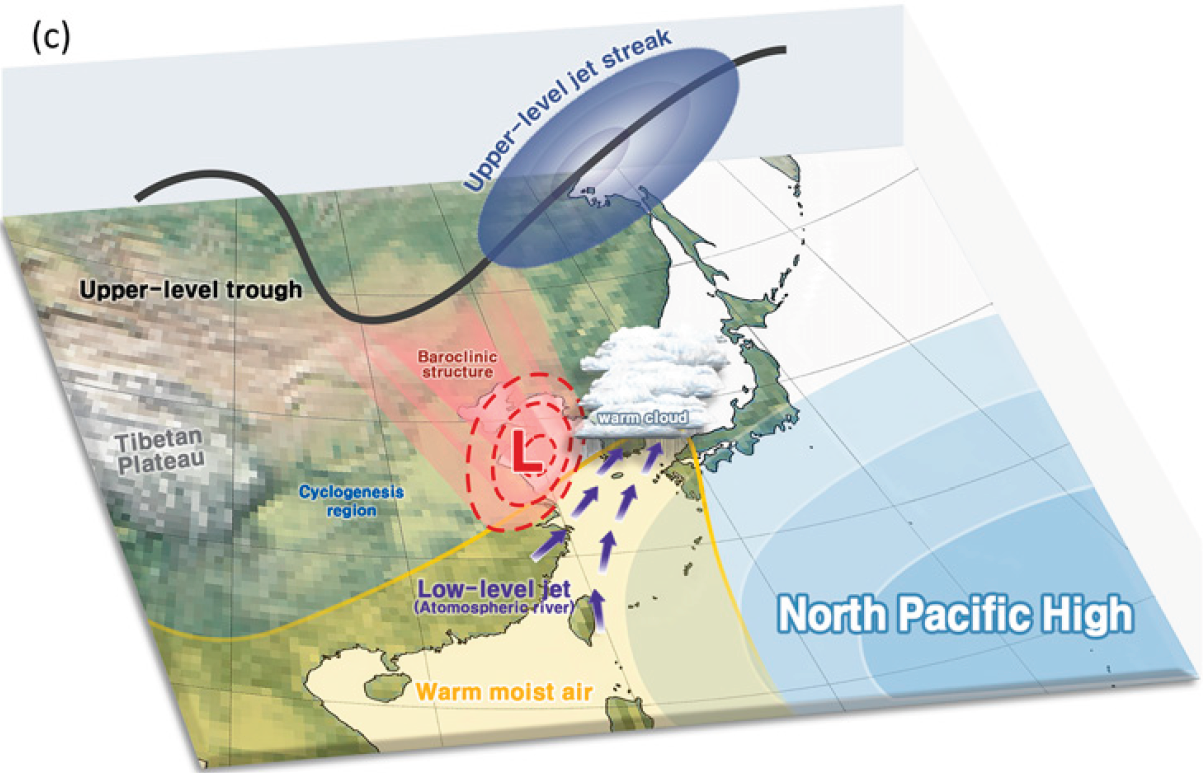 (c)
Upper-level jet streak
Upper-level trough
Baroclinic
structure
warm cloud
L
Tibetan
Plateau
Cyclogenesis
region
Low-level jet
(Atomospheric river)
North Pacific High
Warm moist air